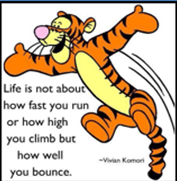 Life is not about
how fast you run
or how high
you climb but
how well
you bounce.
~Vivian Komori